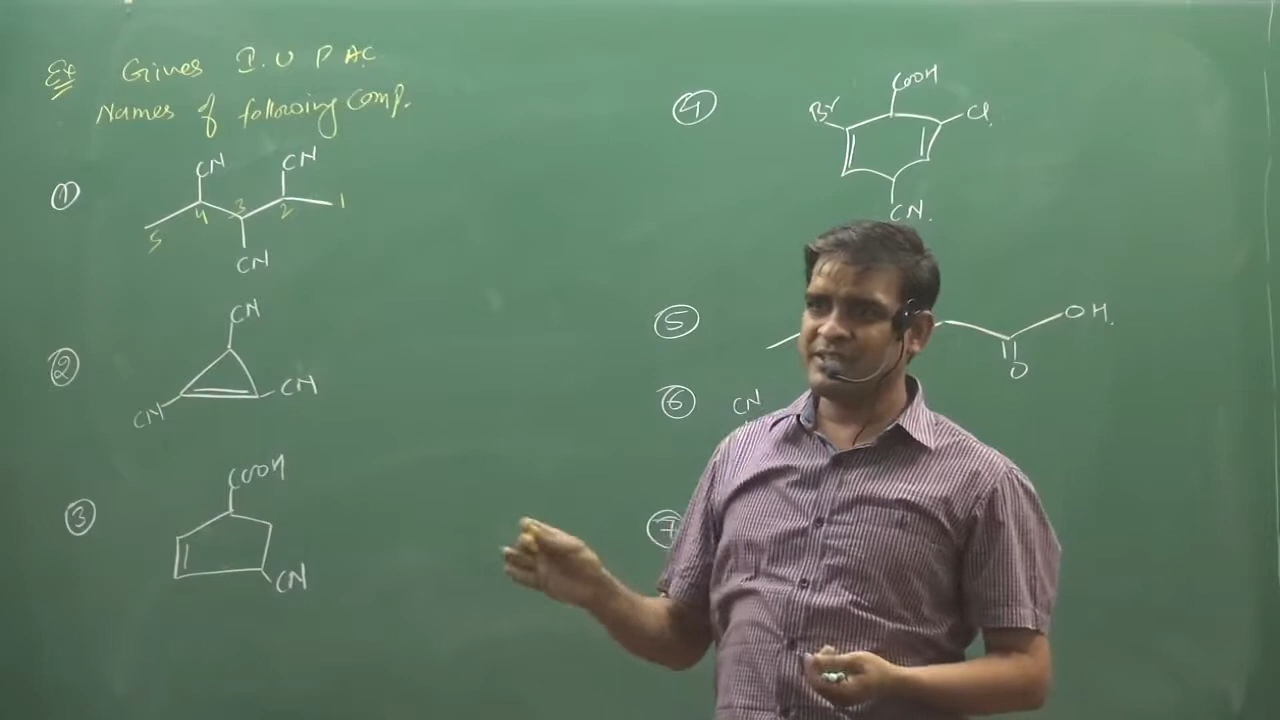 Ex Gives I.U P A.C
Names of following Comp.
① CN CN
5 4 3 2 1
CN
② CN
CN CN
③ COOH
CN
④ COOH
Br Cl
CN.
⑤ OH.
O
⑥ CN
⑦